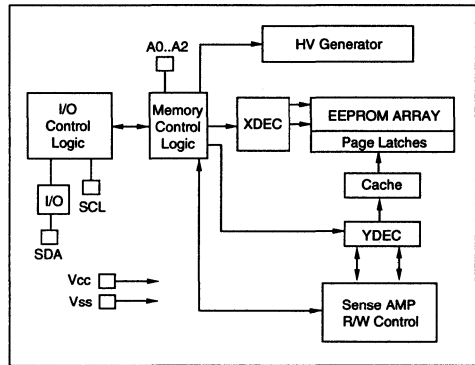 A0..A2
HV Generator
I/O
Control
Logic
Memory
Control
Logic
XDEC
EEPROM ARRAY
Page Latches
Cache
I/O
SCL
SDA
YDEC
Vcc
Vss
Sense AMP
R/W Control